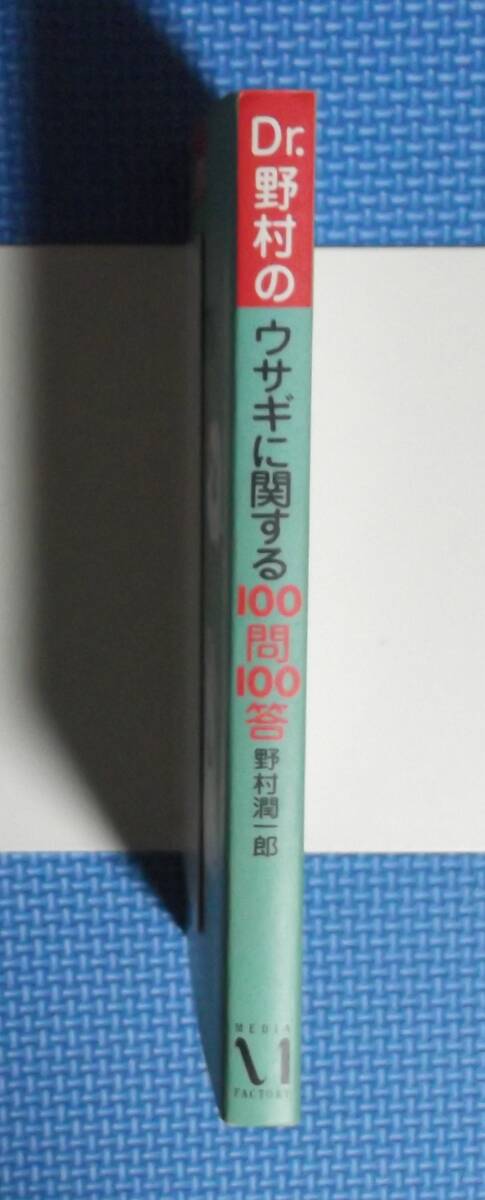 Dr.野村の
ウサギに関する
100問100答
野村潤一郎
MEDIA
FACTORY